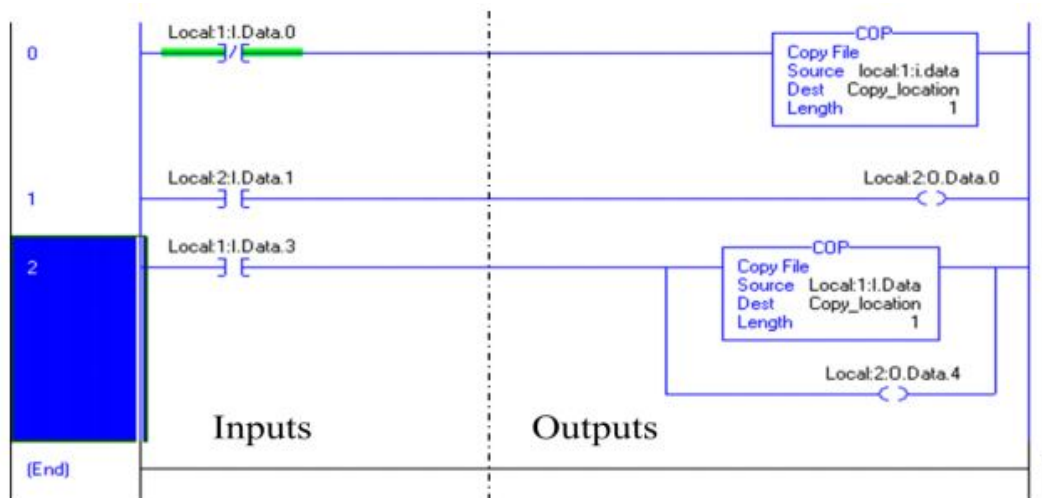 Local:1:I.Data.0
COP
0
Copy File
Source local:1:i.data
Dest Copy_location
Length 1
Local:2:I.Data.1
Local:2:O.Data.0
1
Local:1:I.Data.3
COP
2
Copy File
Source Local:1:I.Data
Dest Copy_location
Length 1
Local:2:O.Data.4
Inputs
Outputs
(End)